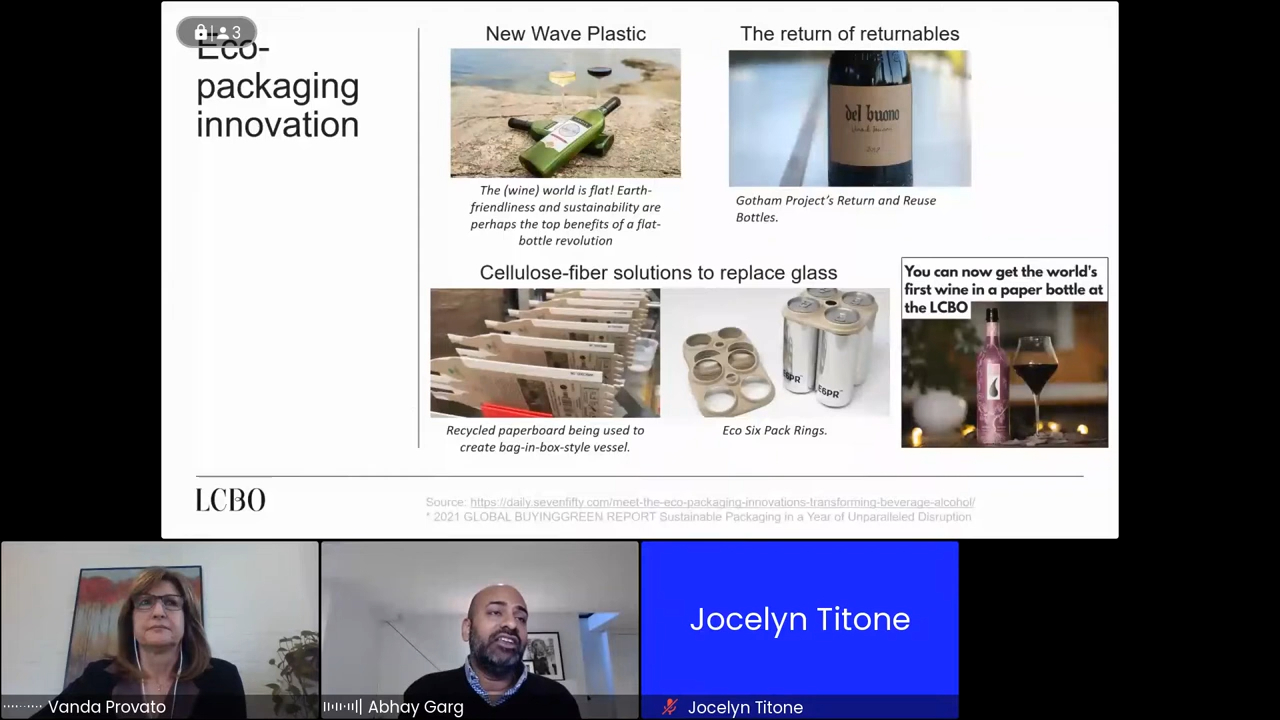 3
Eco-
packaging
innovation
New Wave Plastic
The (wine) world is flat! Earth-
friendliness and sustainability are
perhaps the top benefits of a flat-
bottle revolution
The return of returnables
del buono
Gotham Project's Return and Reuse
Bottles.
Cellulose-fiber solutions to replace glass
Recycled paperboard being used to
create bag-in-box-style vessel.
E6PR
E6PR
Eco Six Pack Rings.
You can now get the world's
first wine in a paper bottle at
the LCBO
LCBO
Source: https://daily.sevenfifty.com/meet-the-eco-packaging-innovations-transforming-beverage-alcohol/
* 2021 GLOBAL BUYINGGREEN REPORT Sustainable Packaging in a Year of Unparalleled Disruption
Vanda Provato
Abhay Garg
Jocelyn Titone
Jocelyn Titone